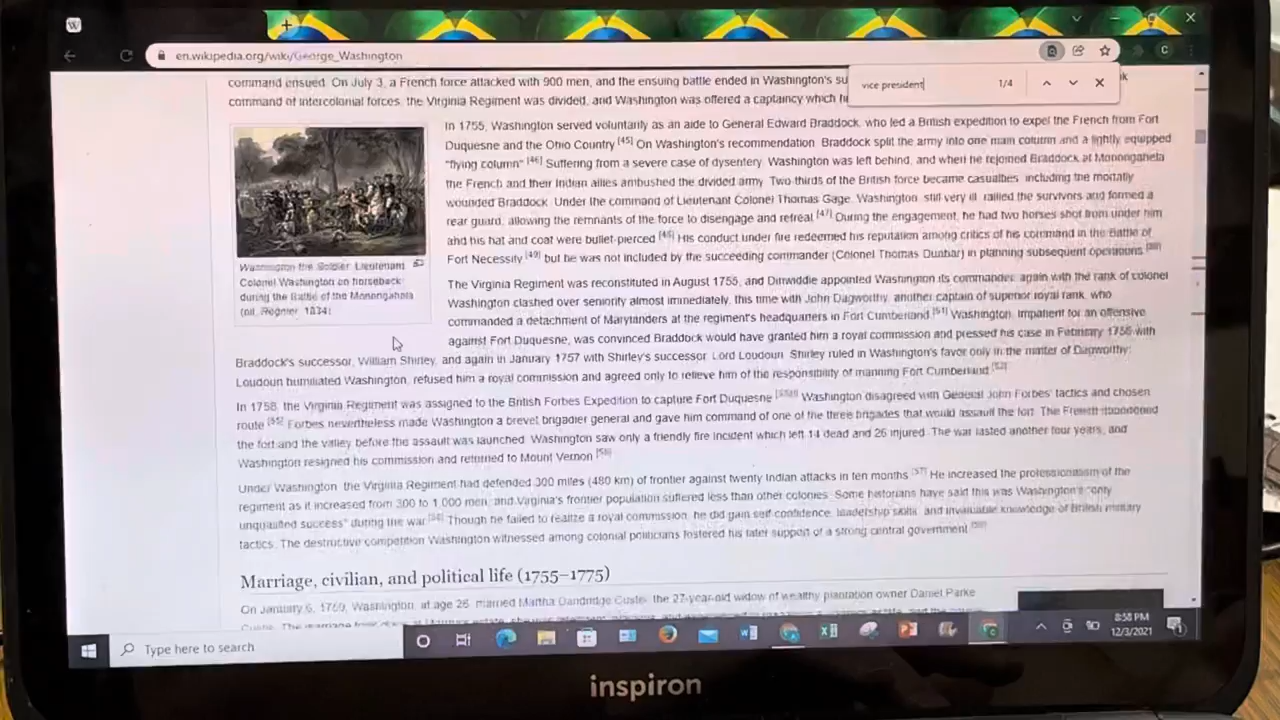 en.wikipedia.org/wiki/George_Washington
vice president 1/4
command ensued. On July 3, a French force attacked with 900 men, and the ensuing battle ended in Washington's su
command of intercolonial forces, the Virginia Regiment was divided, and Washington was offered a captaincy which h
In 1755, Washington served voluntarily as an aide to General Edward Braddock, who led a British expedition to expel the French from Fort
Duquesne and the Ohio Country.[45] On Washington's recommendation, Braddock split the army into one main column and a lightly equipped
"flying column".[46] Suffering from a severe case of dysentery, Washington was left behind, and when he rejoined Braddock at Monongahela
the French and their Indian allies ambushed the divided army. Two-thirds of the British force became casualties, including the mortally
wounded Braddock. Under the command of Lieutenant Colonel Thomas Gage, Washington, still very ill, rallied the survivors and formed a
rear guard, allowing the remnants of the force to disengage and retreat.[47] During the engagement, he had two horses shot from under him
and his hat and coat were bullet-pierced.[48] His conduct under fire redeemed his reputation among critics of his command in the Battle of
Fort Necessity,[49] but he was not included by the succeeding commander (Colonel Thomas Dunbar) in planning subsequent operations.[50]
Washington the Soldier: Lieutenant
Colonel Washington on horseback
during the Battle of the Monongahela
(oil, Régnier 1834)
The Virginia Regiment was reconstituted in August 1755, and Dinwiddie appointed Washington its commander, again with the rank of colonel.
Washington clashed over seniority almost immediately, this time with John Dagworthy, another captain of superior royal rank, who
commanded a detachment of Marylanders at the regiment's headquarters in Fort Cumberland.[51] Washington, impatient for an offensive
against Fort Duquesne, was convinced Braddock would have granted him a royal commission and pressed his case in February 1756 with
Braddock's successor, William Shirley, and again in January 1757 with Shirley's successor, Lord Loudoun. Shirley ruled in Washington's favor only in the matter of Dagworthy;
Loudoun humiliated Washington, refused him a royal commission and agreed only to relieve him of the responsibility of manning Fort Cumberland.[52]
In 1758, the Virginia Regiment was assigned to the British Forbes Expedition to capture Fort Duquesne. Washington disagreed with General John Forbes' tactics and chosen
route.[55] Forbes nevertheless made Washington a brevet brigadier general and gave him command of one of the three brigades that would assault the fort. The French abandoned
the fort and the valley before the assault was launched; Washington saw only a friendly fire incident which left 14 dead and 26 injured. The war lasted another four years, and
Washington resigned his commission and returned to Mount Vernon.[56]
Under Washington, the Virginia Regiment had defended 300 miles (480 km) of frontier against twenty Indian attacks in ten months.[57] He increased the professionalism of the
regiment as it increased from 300 to 1,000 men, and Virginia's frontier population suffered less than other colonies. Some historians have said this was Washington's "only
unqualified success" during the war.[58] Though he failed to realize a royal commission, he did gain self-confidence, leadership skills, and invaluable knowledge of British military
tactics. The destructive competition Washington witnessed among colonial politicians fostered his later support of a strong central government.[59]
Marriage, civilian, and political life (1755–1775)
On January 6, 1759, Washington, at age 26, married Martha Dandridge Custis, the 27-year-old widow of wealthy plantation owner Daniel Parke
Custis. The marriage took place at
Type here to search
8:58 PM
12/3/2021
inspiron